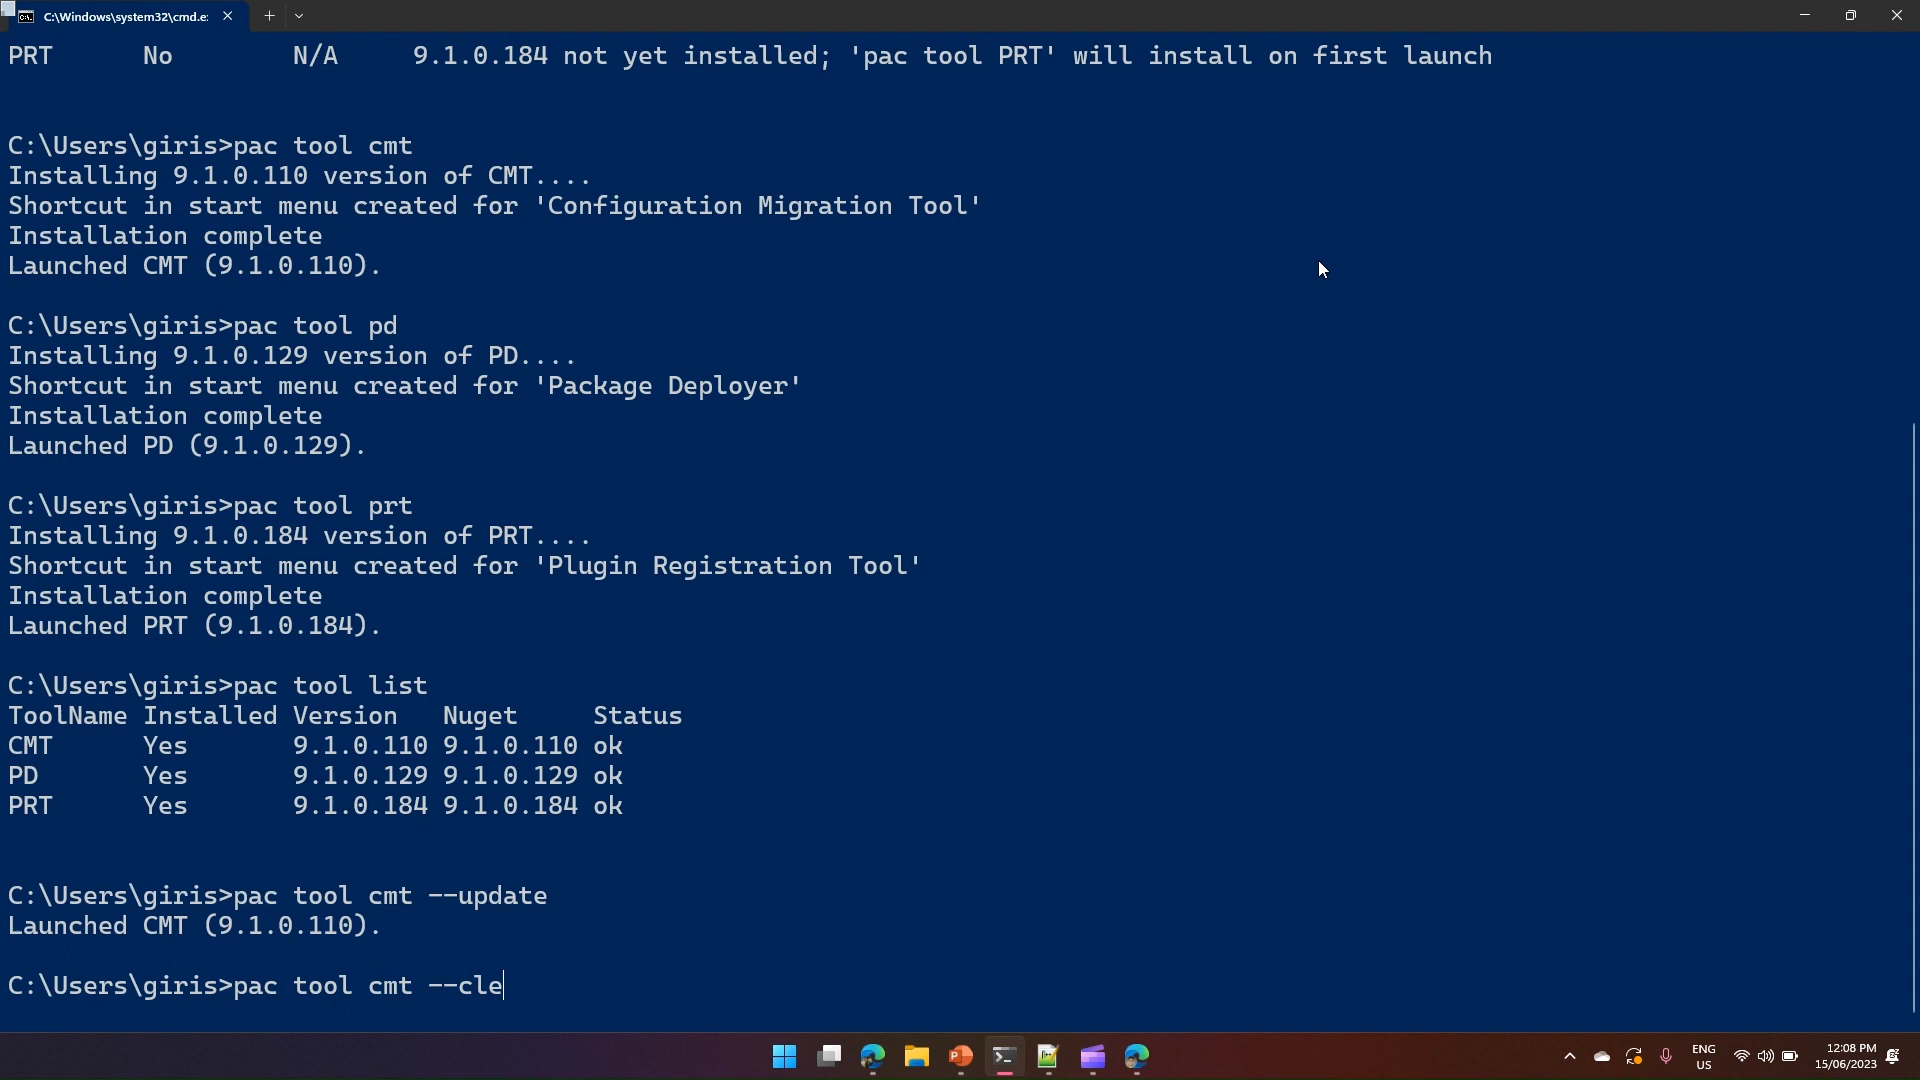 C:\Windows\system32\cmd.e:
PRT      No        N/A     9.1.0.184 not yet installed; 'pac tool PRT' will install on first launch
C:\Users\giris>pac tool cmt
Installing 9.1.0.110 version of CMT....
Shortcut in start menu created for 'Configuration Migration Tool'
Installation complete
Launched CMT (9.1.0.110).
C:\Users\giris>pac tool pd
Installing 9.1.0.129 version of PD....
Shortcut in start menu created for 'Package Deployer'
Installation complete
Launched PD (9.1.0.129).
C:\Users\giris>pac tool prt
Installing 9.1.0.184 version of PRT....
Shortcut in start menu created for 'Plugin Registration Tool'
Installation complete
Launched PRT (9.1.0.184).
C:\Users\giris>pac tool list
ToolName Installed Version   Nuget     Status
CMT      Yes       9.1.0.110 9.1.0.110 ok
PD       Yes       9.1.0.129 9.1.0.129 ok
PRT      Yes       9.1.0.184 9.1.0.184 ok
C:\Users\giris>pac tool cmt --update
Launched CMT (9.1.0.110).
C:\Users\giris>pac tool cmt --cle
ENG
US
12:08 PM
15/06/2023